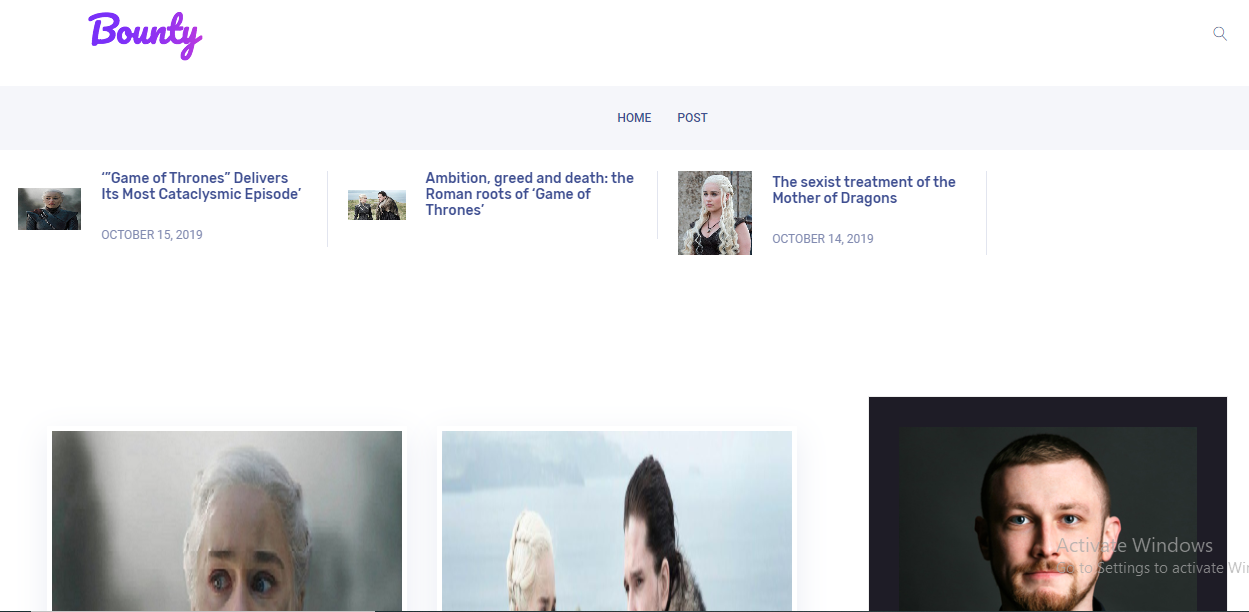 Bounty
HOME POST
‘”Game of Thrones” Delivers
Its Most Cataclysmic Episode’
OCTOBER 15, 2019
Ambition, greed and death: the
Roman roots of ‘Game of
Thrones’
The sexist treatment of the
Mother of Dragons
OCTOBER 14, 2019
Activate Windows
Go to Settings to activate Wi